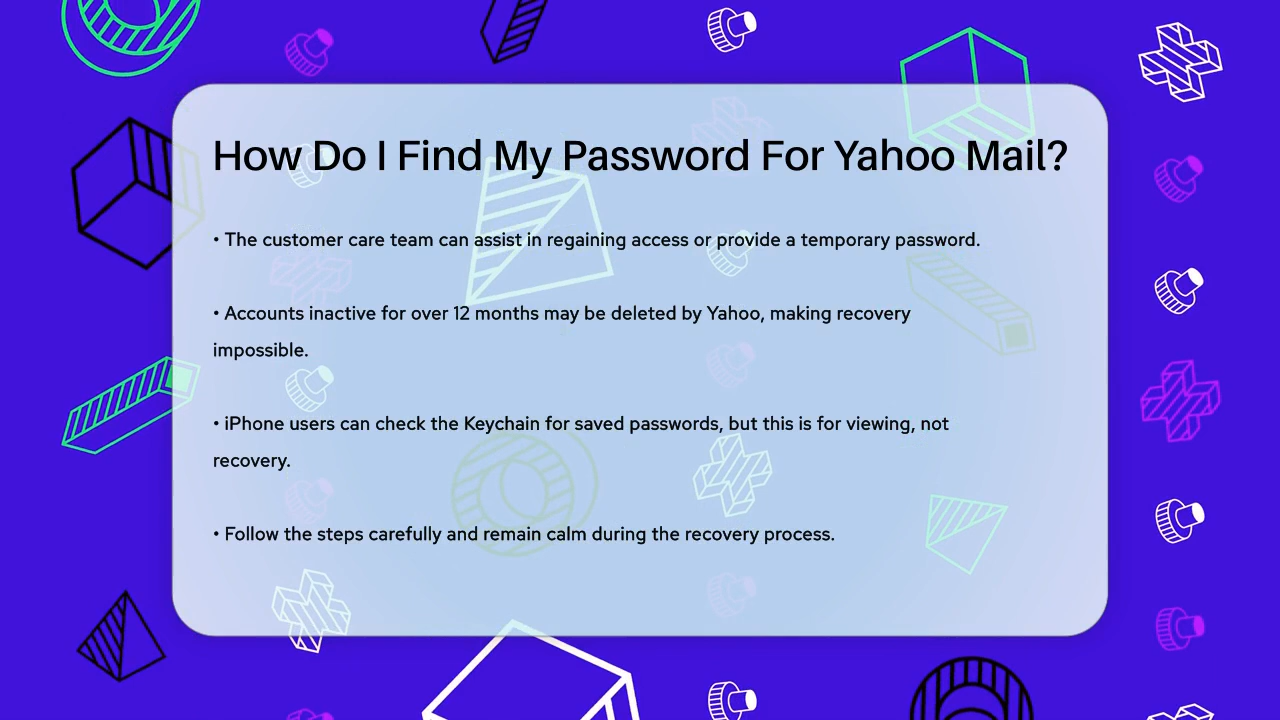 How Do I Find My Password For Yahoo Mail?
• The customer care team can assist in regaining access or provide a temporary password.
• Accounts inactive for over 12 months may be deleted by Yahoo, making recovery
impossible.
• iPhone users can check the Keychain for saved passwords, but this is for viewing, not
recovery.
• Follow the steps carefully and remain calm during the recovery process.